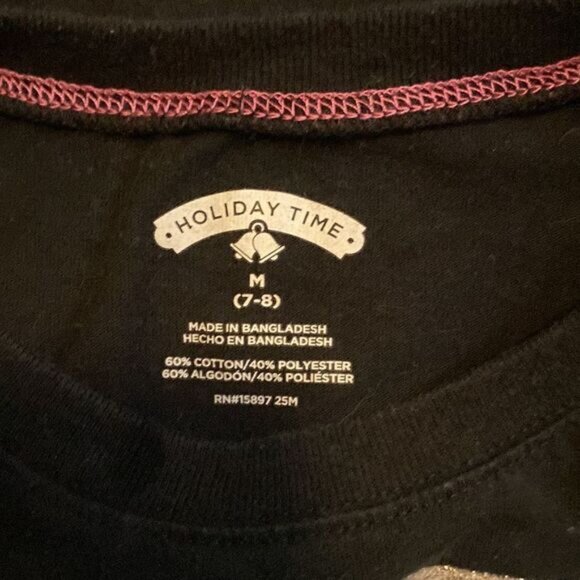 · HOLIDAY TIME ·
M
(7-8)
MADE IN BANGLADESH
HECHO EN BANGLADESH
60% COTTON/40% POLYESTER
60% ALGODÓN/40% POLIÉSTER
RN#15897 25M